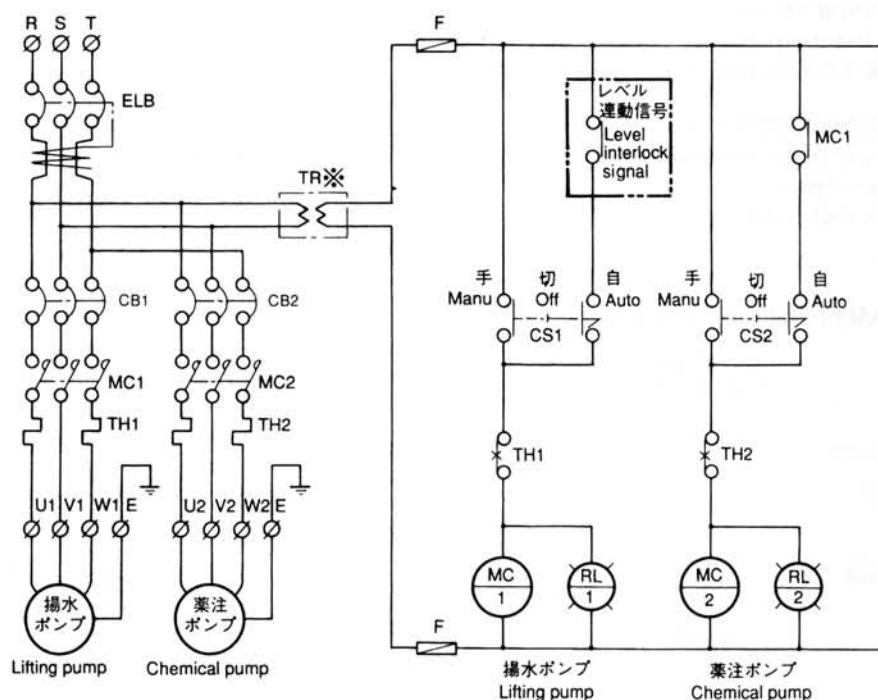 R S T
F
ELB
レベル
連動信号
Level
interlock
signal
MC1
TR※
手 切 自 手 切 自
Manu Off Auto Manu Off Auto
CB1 CB2
CS1 CS2
MC1 MC2
TH1 TH2
TH1 TH2
U1 V1 W1 E U2 V2 W2 E
MC
1
RL
1
MC
2
RL
2
揚水
ポンプ
薬注
ポンプ
F
Lifting pump Chemical pump
揚水ポンプ 薬注ポンプ
Lifting pump Chemical pump